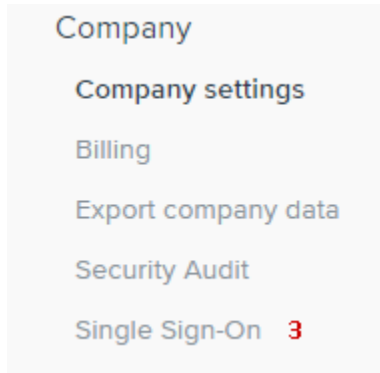 Company
Company settings
Billing
Export company data
Security Audit
Single Sign-On 3